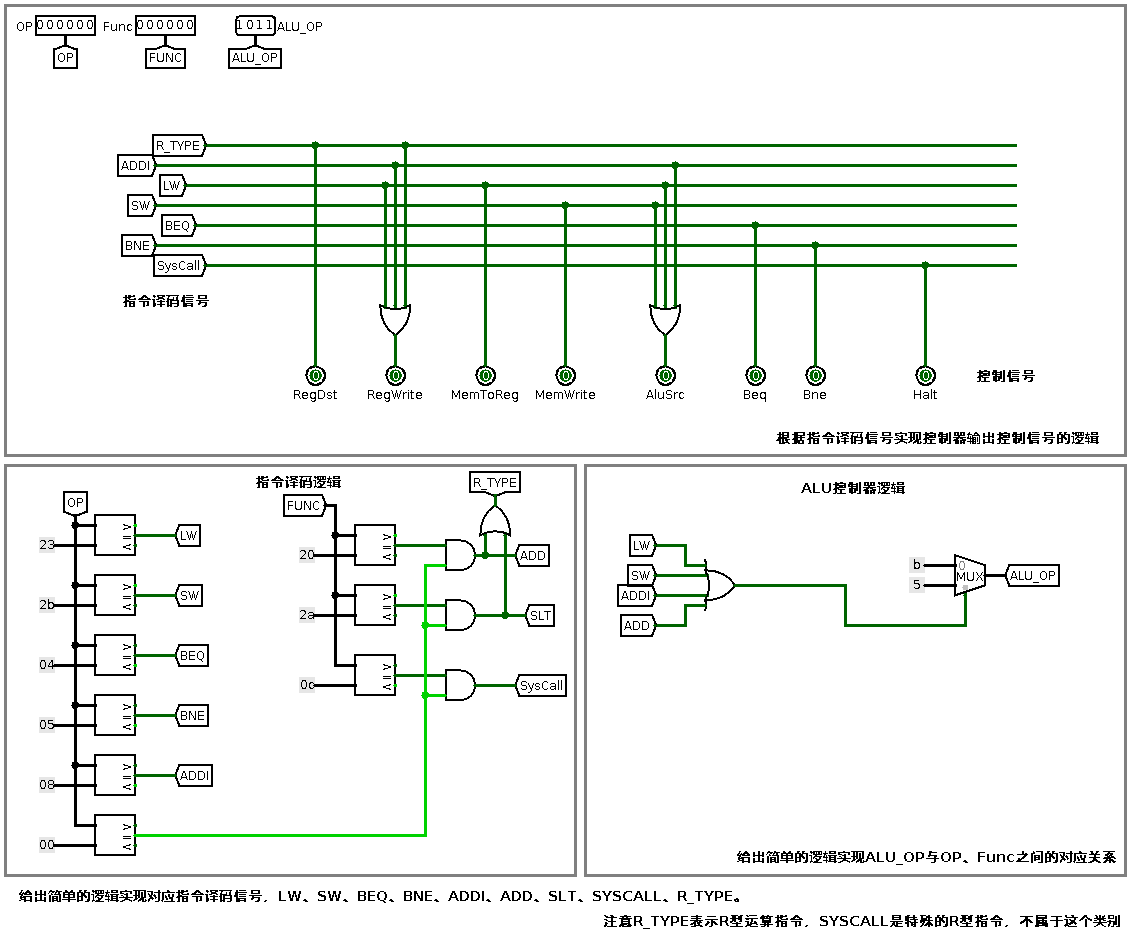 OP 000000 Func 000000 1011 ALU_OP
OP FUNC ALU_OP
R_TYPE
ADDI
LW
SW
BEQ
BNE
SysCall
指令译码信号
0 0 0 0 0 0 0 0
RegDst RegWrite MemToReg MemWrite AluSrc Beq Bne Halt
控制信号
根据指令译码信号实现控制器输出控制信号的逻辑
指令译码逻辑
OP
23 LW
2b SW
04 BEQ
05 BNE
08 ADDI
00
R_TYPE
FUNC
20 ADD
2a SLT
0c SysCall
ALU控制器逻辑
LW
SW
ADDI
ADD
b 0
5 MUX ALU_OP
给出简单的逻辑实现ALU_OP与OP、Func之间的对应关系
给出简单的逻辑实现对应指令译码信号，LW、SW、BEQ、BNE、ADDI、ADD、SLT、SYSCALL、R_TYPE。
注意R_TYPE表示R型运算指令，SYSCALL是特殊的R型指令，不属于这个类别